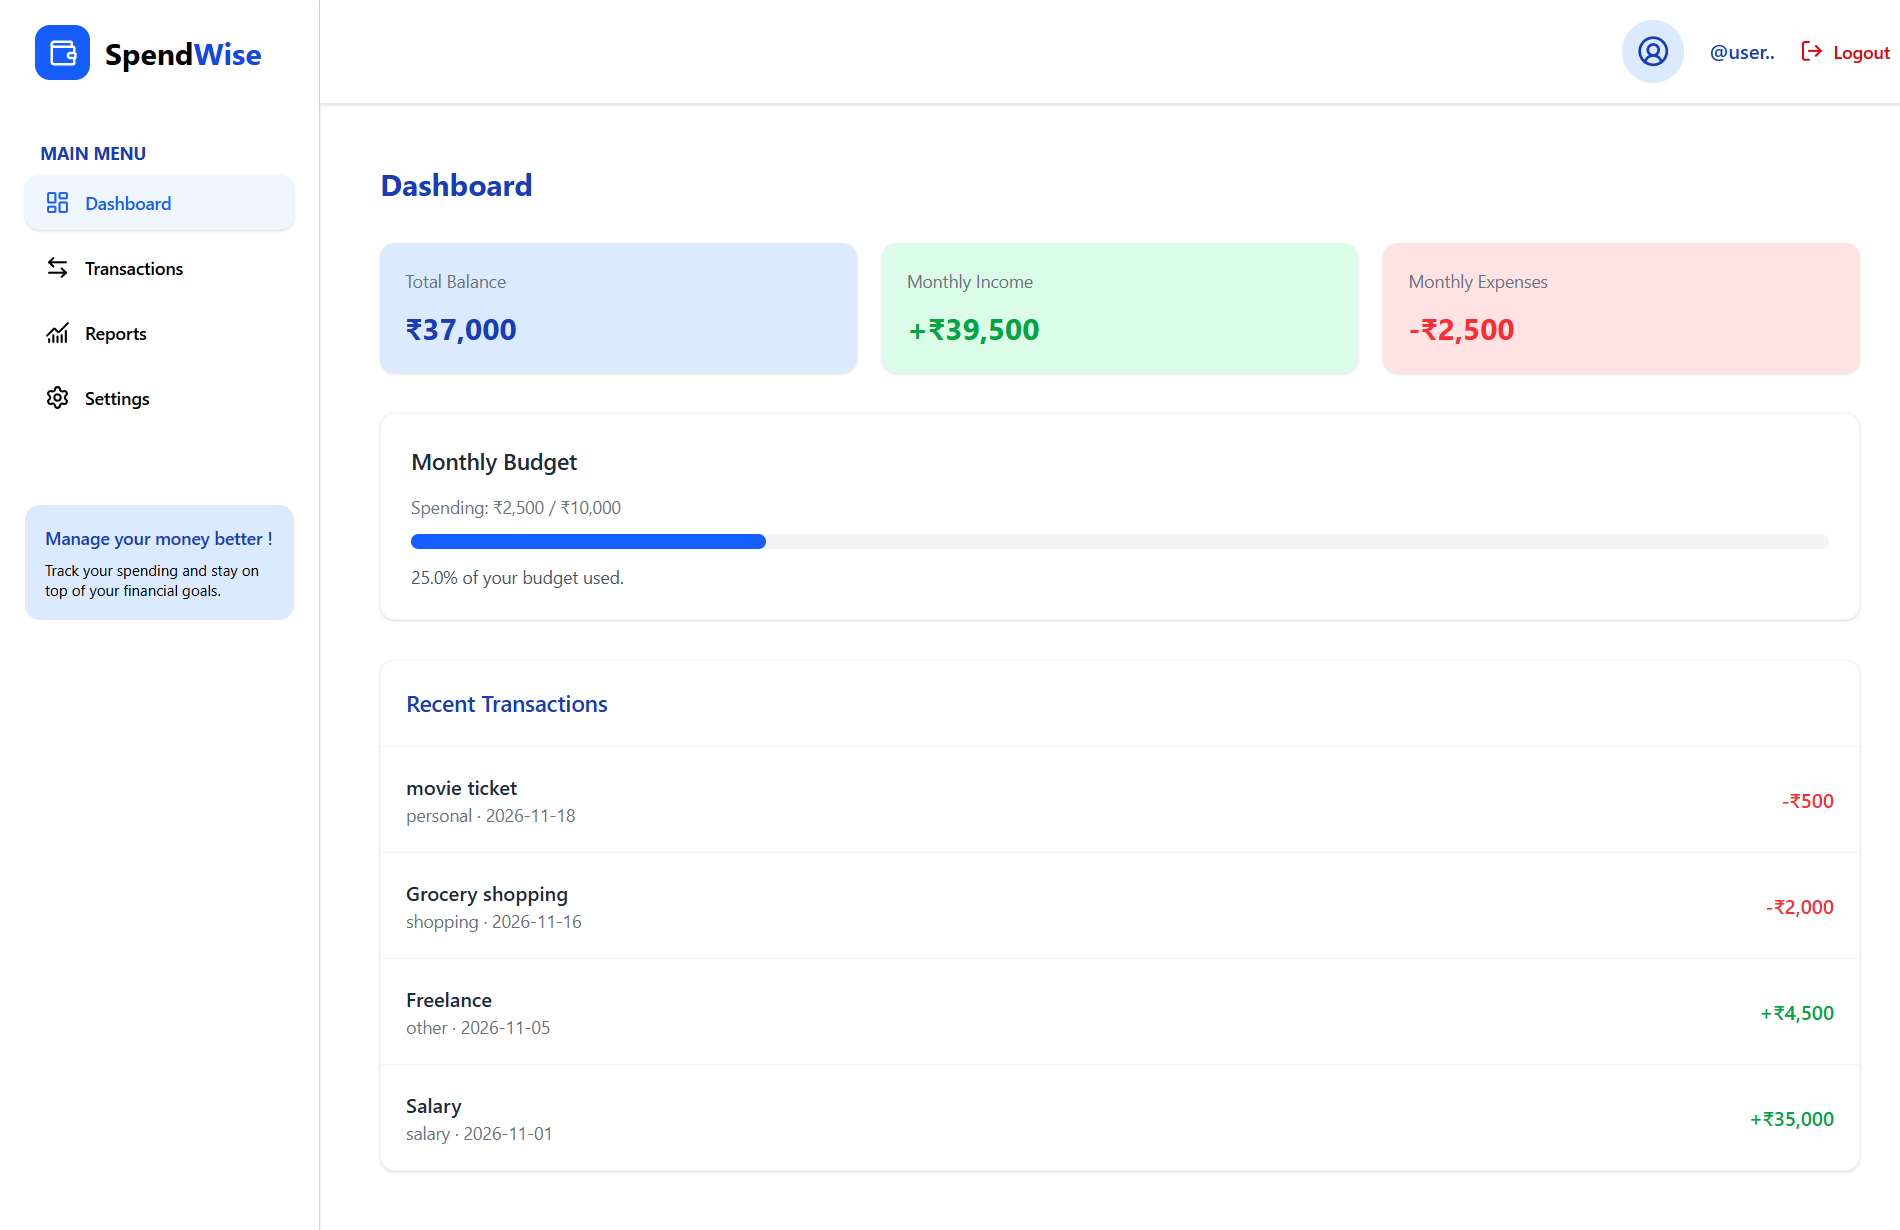 SpendWise
@user..
Logout
MAIN MENU
Dashboard
Transactions
Reports
Settings
Manage your money better !
Track your spending and stay on
top of your financial goals.
Dashboard
Total Balance
₹37,000
Monthly Income
+₹39,500
Monthly Expenses
-₹2,500
Monthly Budget
Spending: ₹2,500 / ₹10,000
25.0% of your budget used.
Recent Transactions
movie ticket
personal · 2026-11-18
-₹500
Grocery shopping
shopping · 2026-11-16
-₹2,000
Freelance
other · 2026-11-05
+₹4,500
Salary
salary · 2026-11-01
+₹35,000